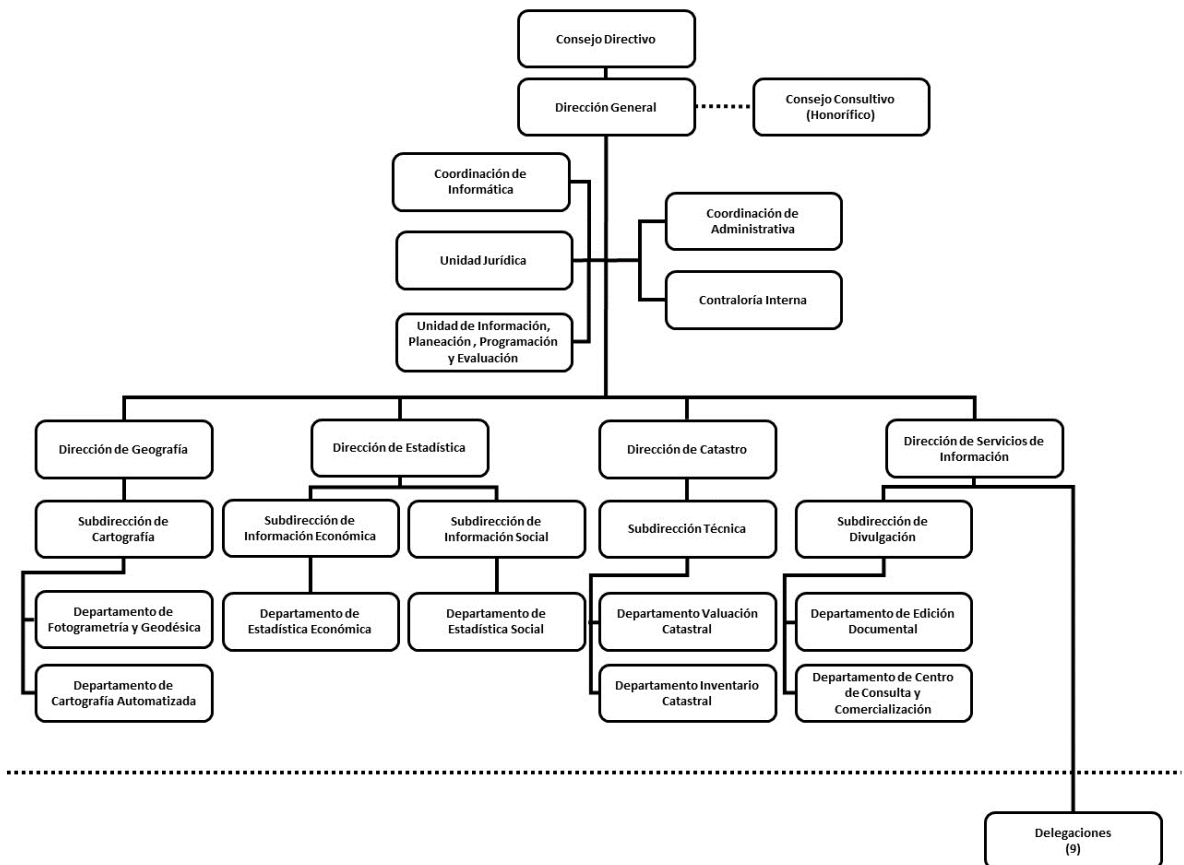 Consejo Directivo
Dirección General
Consejo Consultivo
(Honorífico)
Coordinación de
Informática
Coordinación de
Administrativa
Unidad Jurídica
Contraloría Interna
Unidad de Información,
Planeación , Programación
y Evaluación
Dirección de Geografía
Dirección de Estadística
Dirección de Catastro
Dirección de Servicios de
Información
Subdirección de
Cartografía
Subdirección de
Información Económica
Subdirección de
Información Social
Subdirección Técnica
Subdirección de
Divulgación
Departamento de
Fotogrametría y Geodésica
Departamento de
Estadística Económica
Departamento de
Estadística Social
Departamento Valuación
Catastral
Departamento de Edición
Documental
Departamento de
Cartografía Automatizada
Departamento Inventario
Catastral
Departamento de Centro
de Consulta y
Comercialización
Delegaciones
(9)